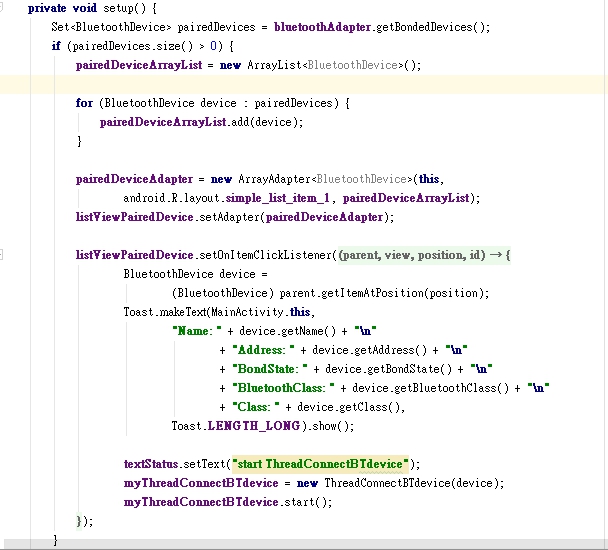 private void setup() {
Set<BluetoothDevice> pairedDevices = bluetoothAdapter.getBondedDevices();
if (pairedDevices.size() > 0) {
pairedDeviceArrayList = new ArrayList<BluetoothDevice>();
for (BluetoothDevice device : pairedDevices) {
pairedDeviceArrayList.add(device);
}
pairedDeviceAdapter = new ArrayAdapter<BluetoothDevice>(this,
android.R.layout.simple_list_item_1, pairedDeviceArrayList);
listViewPairedDevice.setAdapter(pairedDeviceAdapter);
listViewPairedDevice.setOnItemClickListener((parent, view, position, id) → {
BluetoothDevice device =
(BluetoothDevice) parent.getItemAtPosition(position);
Toast.makeText(MainActivity.this,
"Name: " + device.getName() + "\n"
+ "Address: " + device.getAddress() + "\n"
+ "BondState: " + device.getBondState() + "\n"
+ "BluetoothClass: " + device.getBluetoothClass() + "\n"
+ "Class: " + device.getClass(),
Toast.LENGTH_LONG).show();
textStatus.setText("start ThreadConnectBTdevice");
myThreadConnectBTdevice = new ThreadConnectBTdevice(device);
myThreadConnectBTdevice.start();
});
}